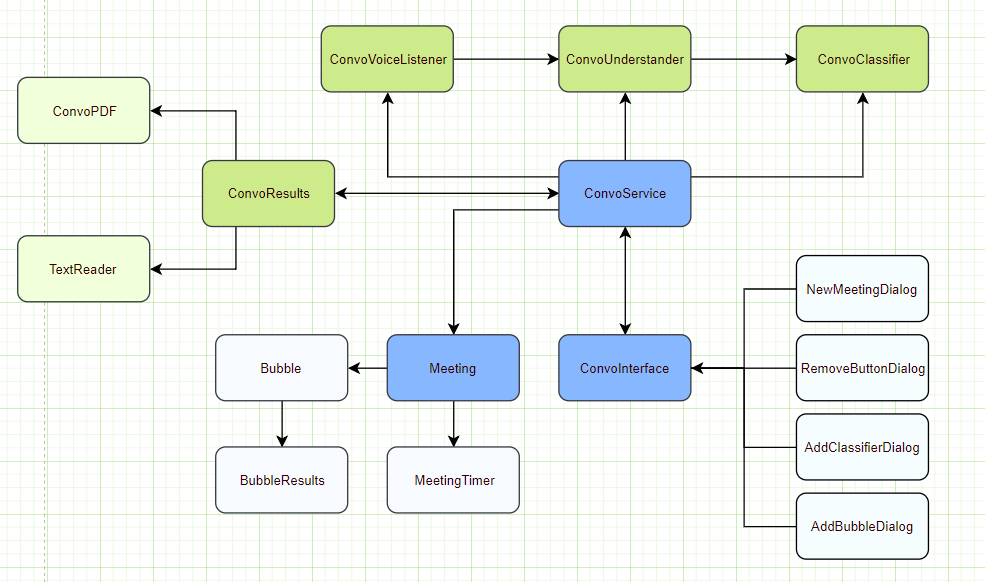 ConvoVoiceListener
ConvoUnderstander
ConvoClassifier
ConvoPDF
ConvoResults
ConvoService
TextReader
NewMeetingDialog
Bubble
Meeting
ConvoInterface
RemoveButtonDialog
AddClassifierDialog
BubbleResults
MeetingTimer
AddBubbleDialog